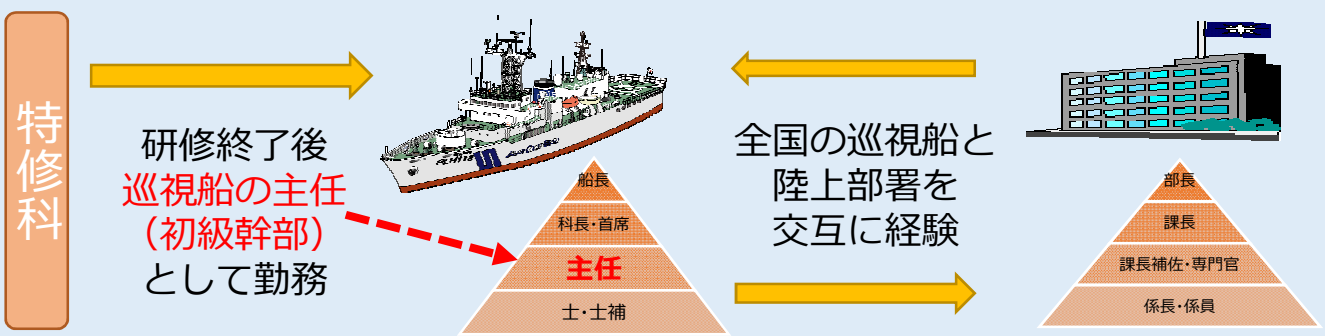 特修科
研修終了後
巡視船の主任
（初級幹部）
として勤務
船長
科長・首席
主任
士・士補
全国の巡視船と
陸上部署を
交互に経験
部長
課長
課長補佐・専門官
係長・係員